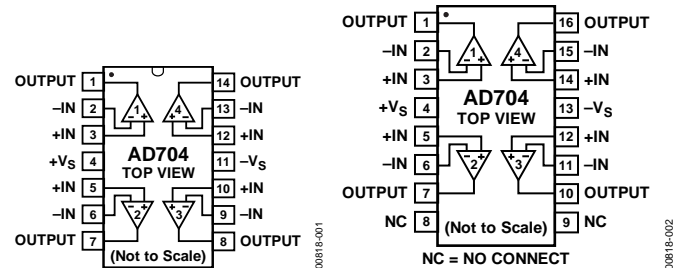 OUTPUT 1 14 OUTPUT
–IN 2 1 4 13 –IN
+IN 3 – + + – 12 +IN
+VS 4 AD704 11 –VS
TOP VIEW
+IN 5 10 +IN
–IN 6 – 2 + + 3 – 9 –IN
OUTPUT 7 8 OUTPUT
(Not to Scale)
00818-001
OUTPUT 1 16 OUTPUT
–IN 2 1 4 15 –IN
+IN 3 – + + – 14 +IN
+VS 4 AD704 13 –VS
TOP VIEW
+IN 5 12 +IN
–IN 6 – 2 + + 3 – 11 –IN
OUTPUT 7 10 OUTPUT
NC 8 (Not to Scale) 9 NC
NC = NO CONNECT
00818-002